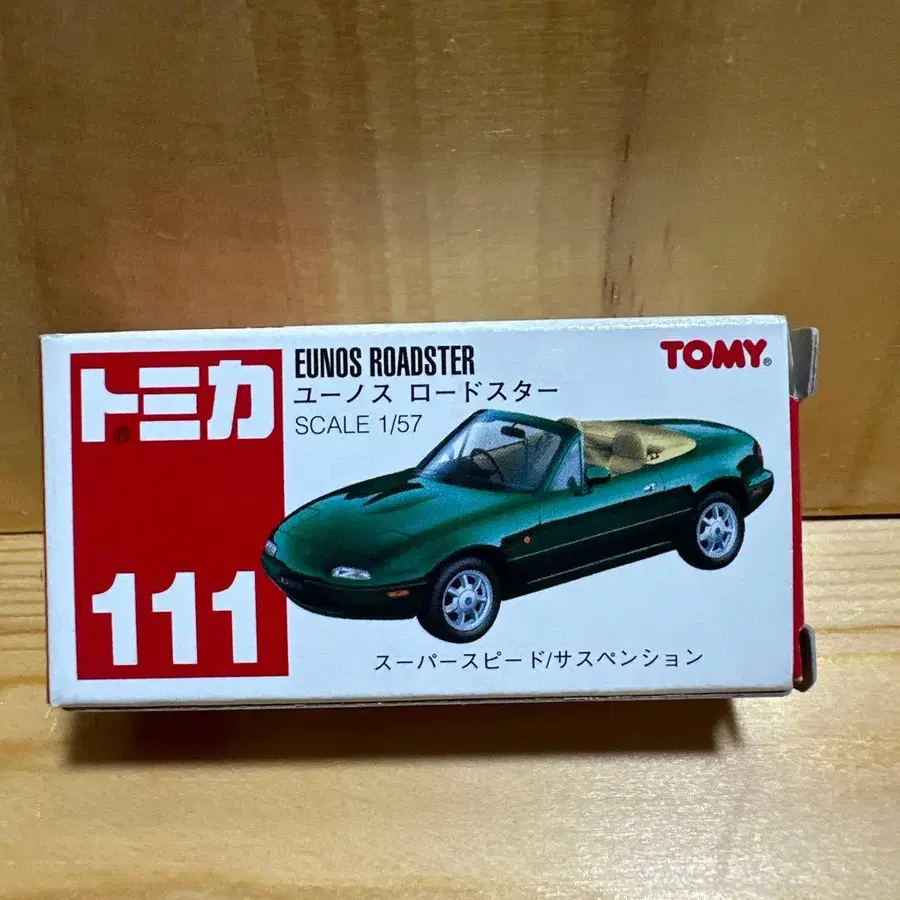 トミカ®
111
EUNOS ROADSTER
ユーノス ロードスター
SCALE 1/57
TOMY®
スーパースピード/サスペンション